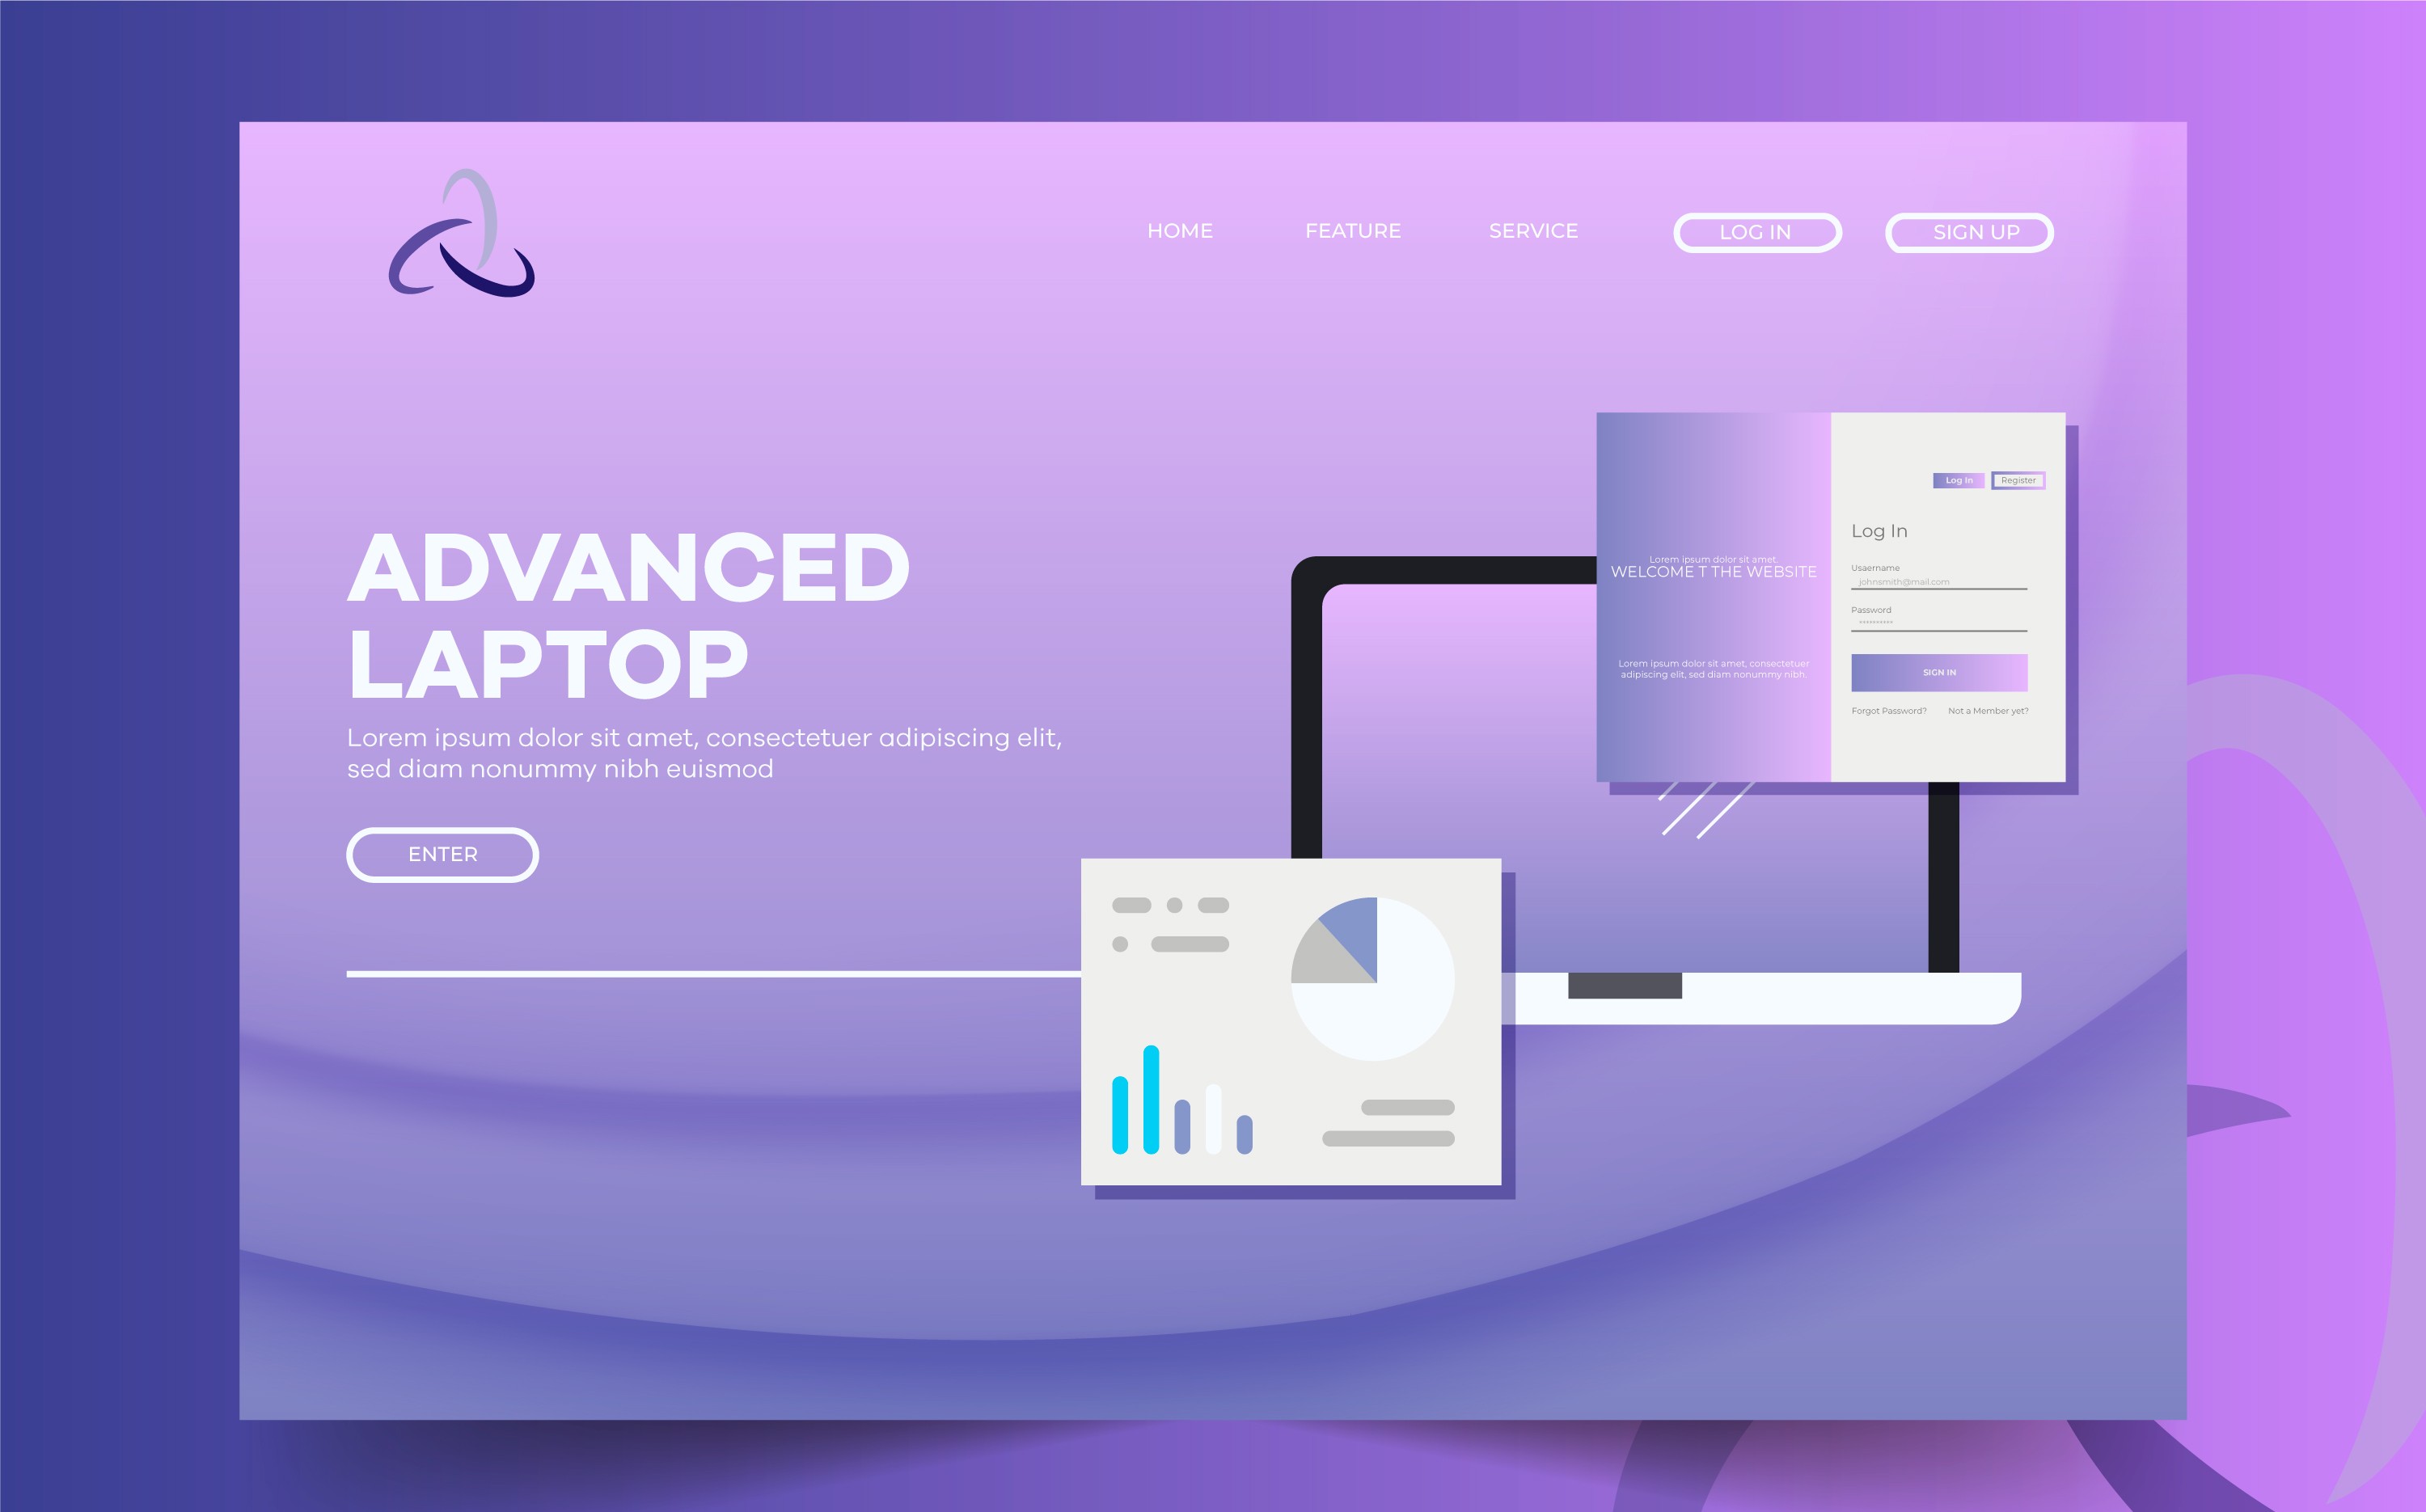 HOME
FEATURE
SERVICE
LOG IN
SIGN UP
ADVANCED
LAPTOP
Lorem ipsum dolor sit amet, consectetuer adipiscing elit,
sed diam nonummy nibh euismod
ENTER
Lorem ipsum dolor sit amet.
WELCOME T THE WEBSITE
Lorem ipsum dolor sit amet, consectetuer
adipiscing elit, sed diam nonummy nibh.
Log In
Register
Log In
Usaername
johnsmith@mail.com
Password
**********
SIGN IN
Forgot Password?
Not a Member yet?